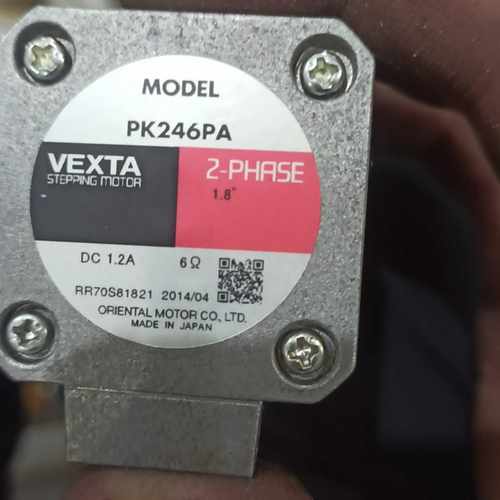 MODEL
PK246PA
VEXTA
STEPPING MOTOR
2-PHASE
1.8°
DC 1.2A 6Ω
RR70S81821 2014/04
ORIENTAL MOTOR CO., LTD.
MADE IN JAPAN